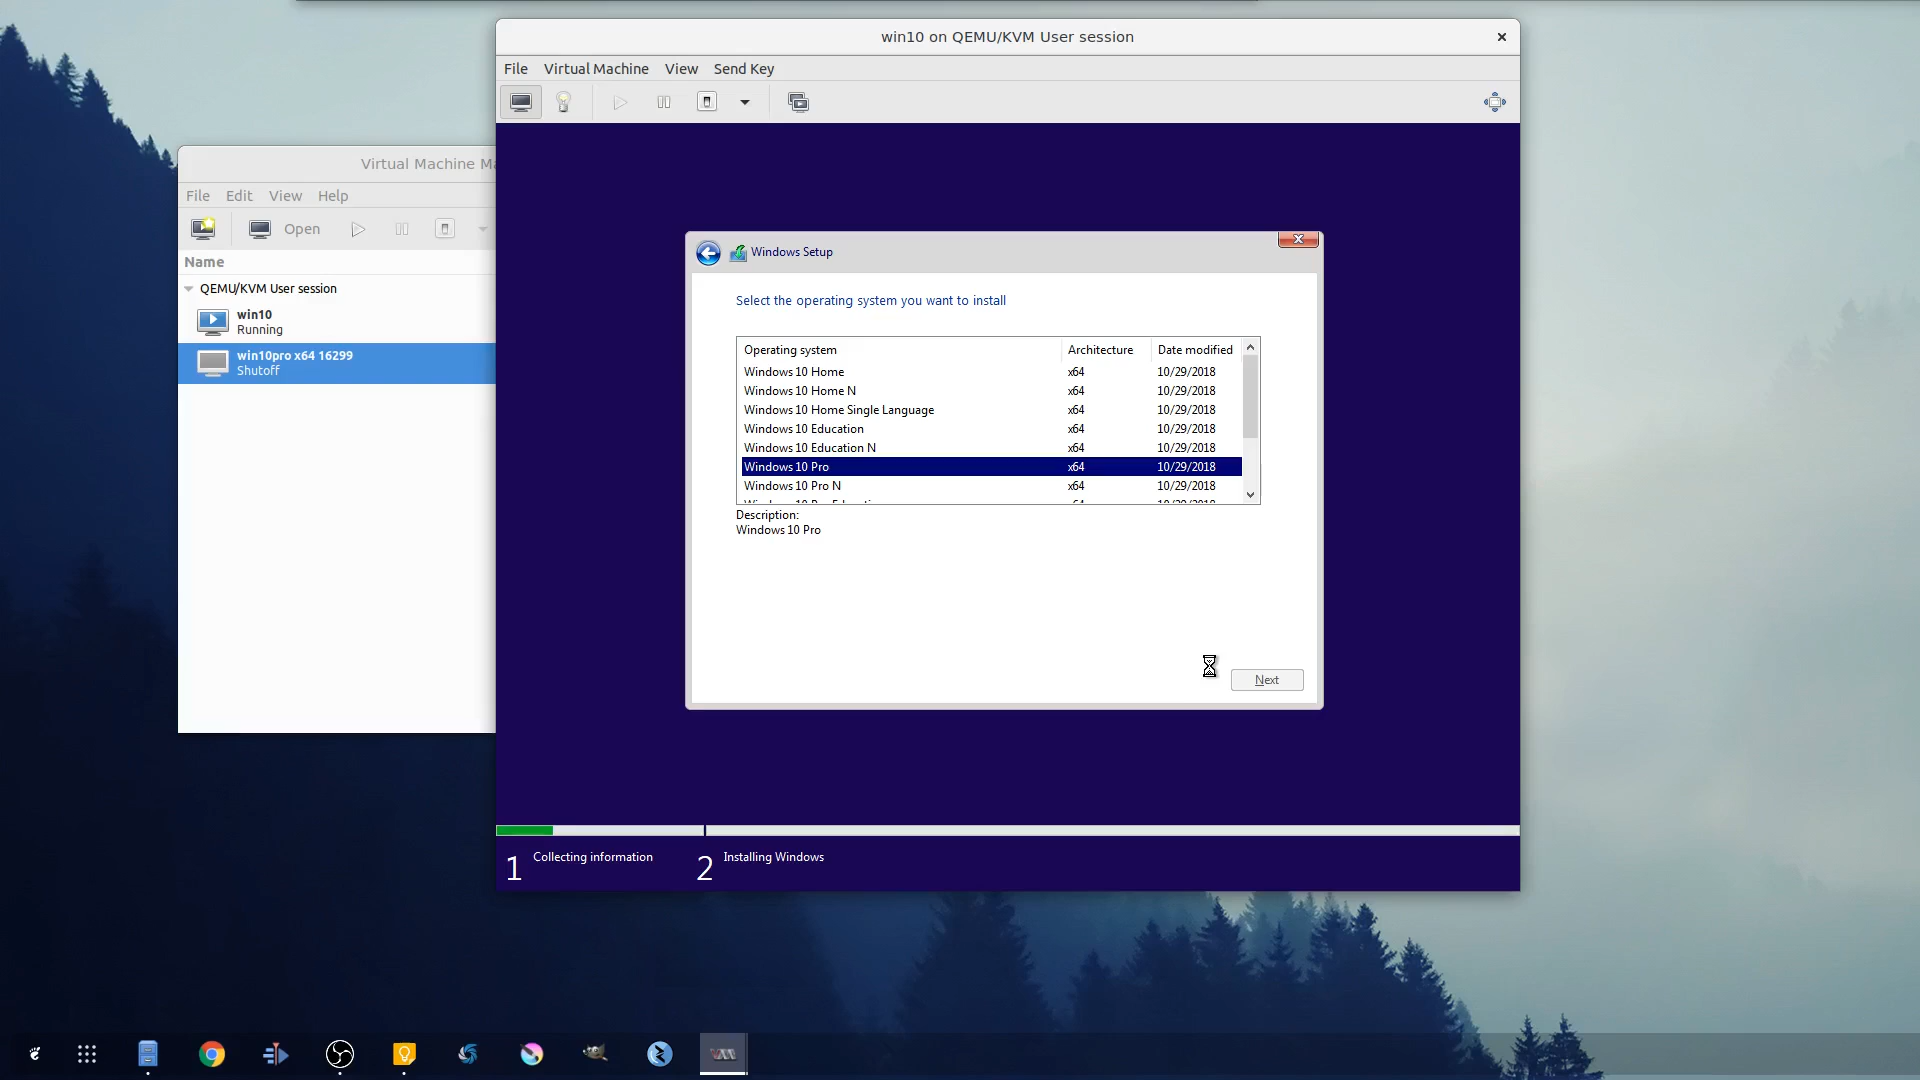 win10 on QEMU/KVM User session
File Virtual Machine View Send Key
Virtual Machine Ma
File Edit View Help
Open
Name
QEMU/KVM User session
win10
Running
win10pro x64 16299
Shutoff
Windows Setup
Select the operating system you want to install
Operating system Architecture Date modified
Windows 10 Home x64 10/29/2018
Windows 10 Home N x64 10/29/2018
Windows 10 Home Single Language x64 10/29/2018
Windows 10 Education x64 10/29/2018
Windows 10 Education N x64 10/29/2018
Windows 10 Pro x64 10/29/2018
Windows 10 Pro N x64 10/29/2018
Description:
Windows 10 Pro
Next
1 Collecting information 2 Installing Windows